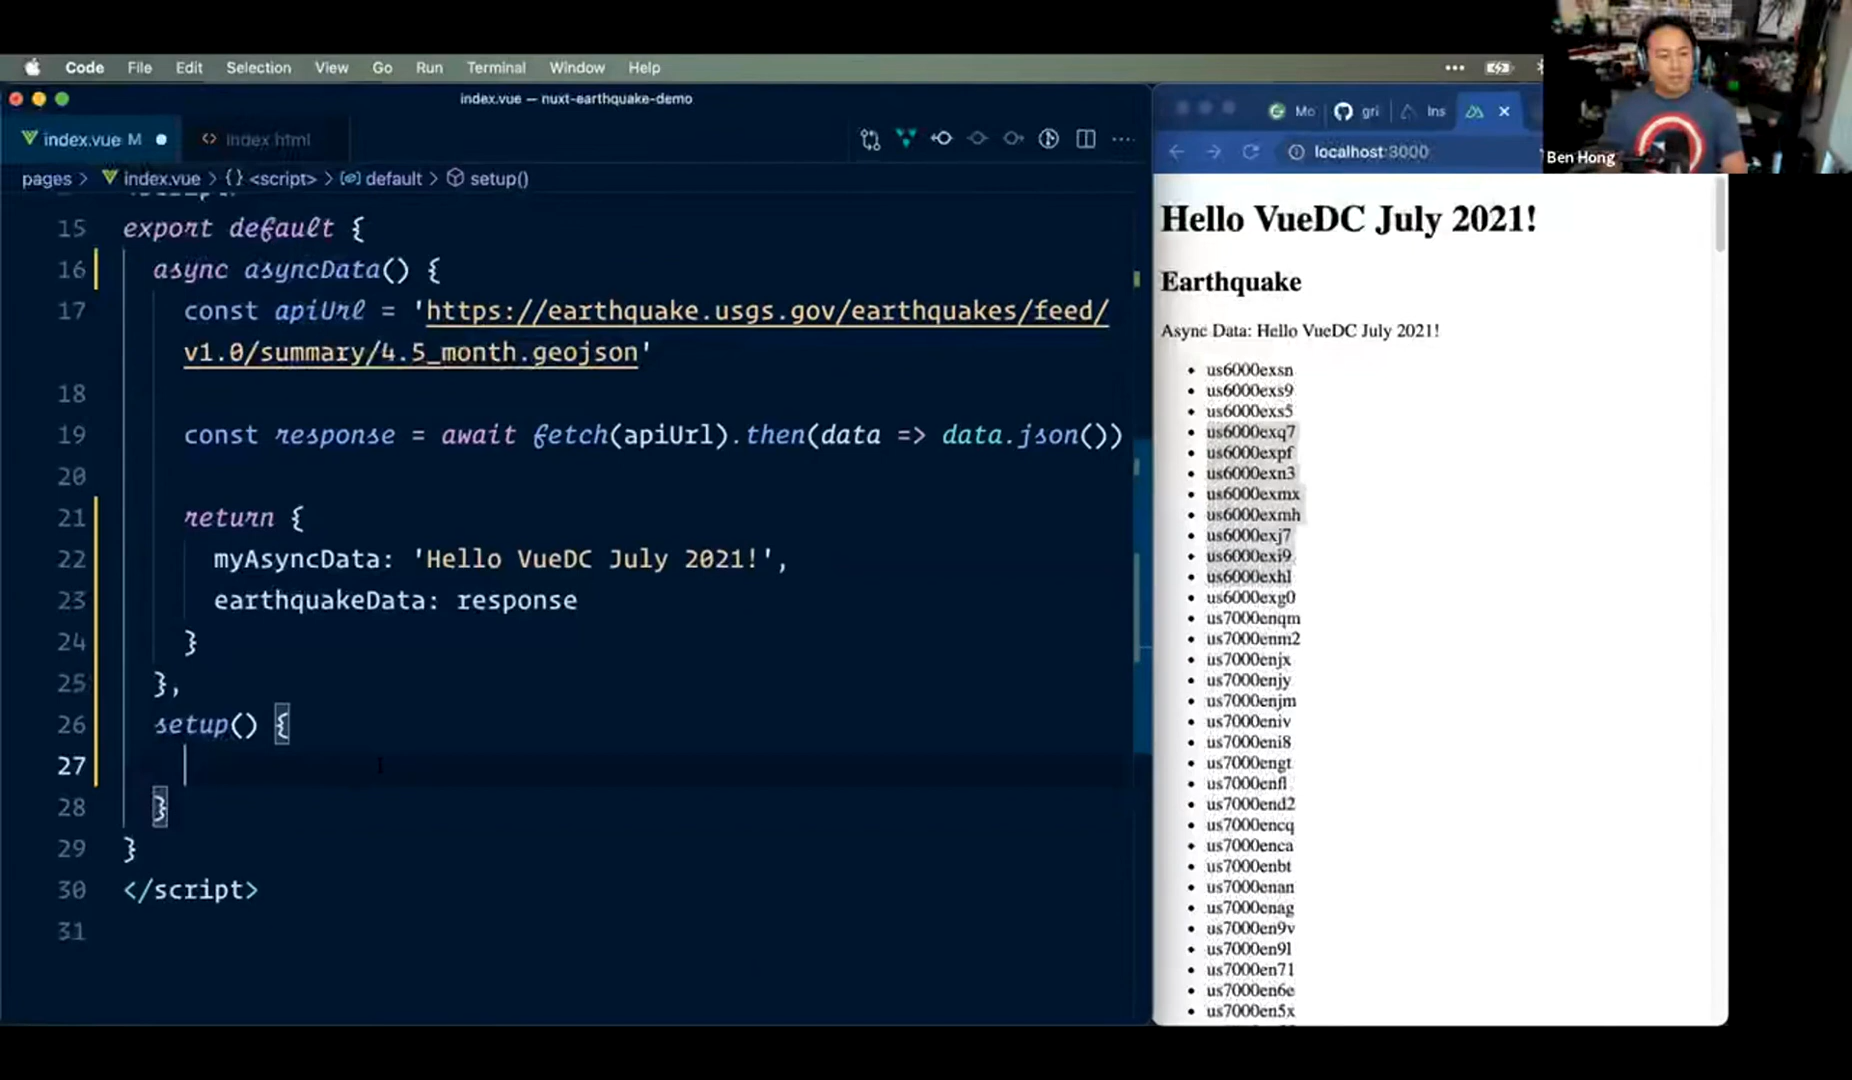 Code File Edit Selection View Go Run Terminal Window Help
index.vue — nuxt-earthquake-demo
index.vue M
<> index.html
pages > index.vue > {} <script> > default > setup()
15 export default {
16 async asyncData() {
17 const apiUrl = 'https://earthquake.usgs.gov/earthquakes/feed/
v1.0/summary/4.5_month.geojson'
18
19 const response = await fetch(apiUrl).then(data => data.json())
20
21 return {
22 myAsyncData: 'Hello VueDC July 2021!',
23 earthquakeData: response
24 }
25 },
26 setup() {
27
28 }
29 }
30 </script>
31
Mo gri Ins
localhost:3000
Ben Hong
Hello VueDC July 2021!
Earthquake
Async Data: Hello VueDC July 2021!
• us6000exsn
• us6000exs9
• us6000exs5
• us6000exq7
• us6000expf
• us6000exn3
• us6000exmx
• us6000exmh
• us6000exj7
• us6000exi9
• us6000exhl
• us6000exg0
• us7000enqm
• us7000enm2
• us7000enjx
• us7000enjy
• us7000enjm
• us7000eniv
• us7000eni8
• us7000engt
• us7000enfl
• us7000end2
• us7000encq
• us7000enca
• us7000enbt
• us7000enan
• us7000enag
• us7000en9v
• us7000en9l
• us7000en71
• us7000en6e
• us7000en5x